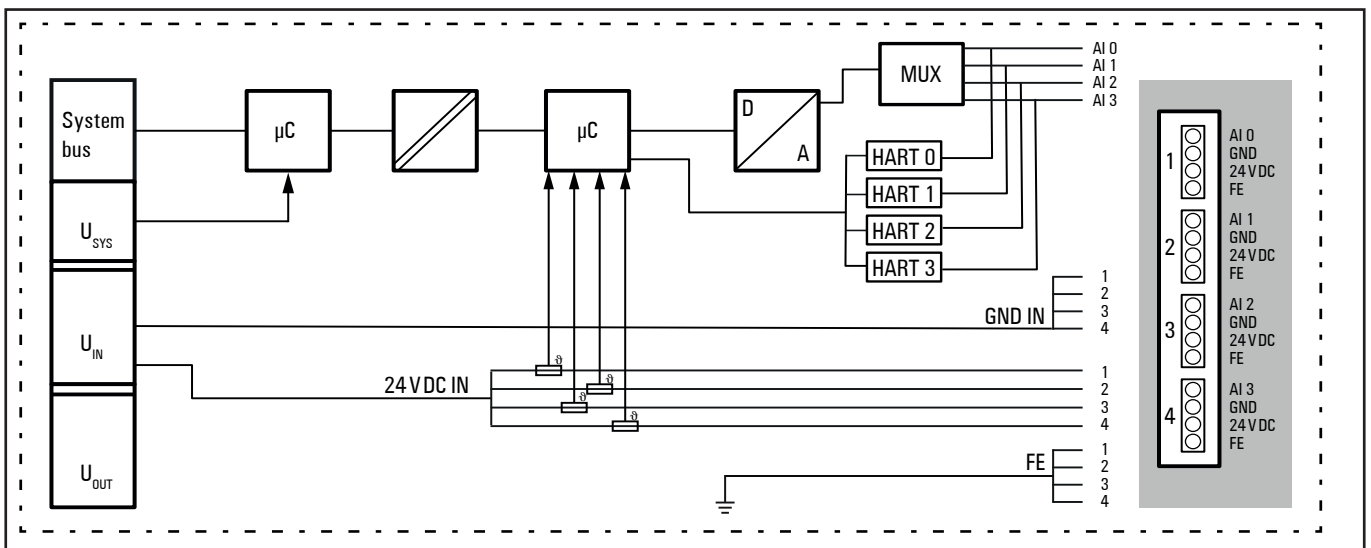 System
bus
U_SYS
U_IN
U_OUT
µC
µC
D
A
MUX
AI 0
AI 1
AI 2
AI 3
HART 0
HART 1
HART 2
HART 3
GND IN
1
2
3
4
24 V DC IN
ϑ
ϑ
ϑ
ϑ
1
2
3
4
FE
1
2
3
4
1
AI 0
GND
24 V DC
FE
2
AI 1
GND
24 V DC
FE
3
AI 2
GND
24 V DC
FE
4
AI 3
GND
24 V DC
FE